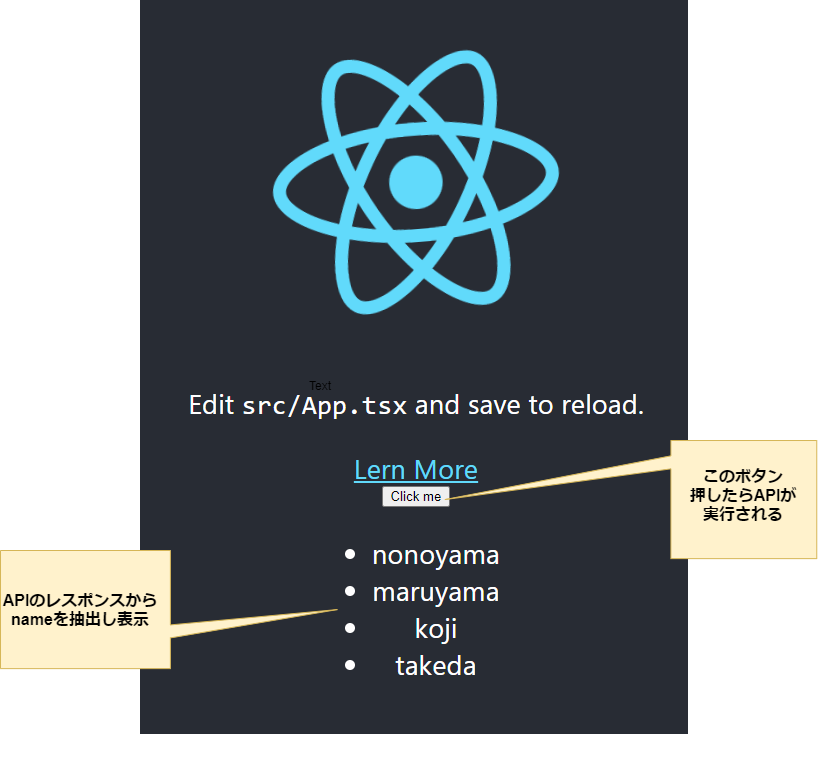 Text
Edit src/App.tsx and save to reload.
Lern More
Click me
このボタン
押したらAPIが
実行される
nonoyama
maruyama
koji
takeda
APIのレスポンスから
nameを抽出し表示